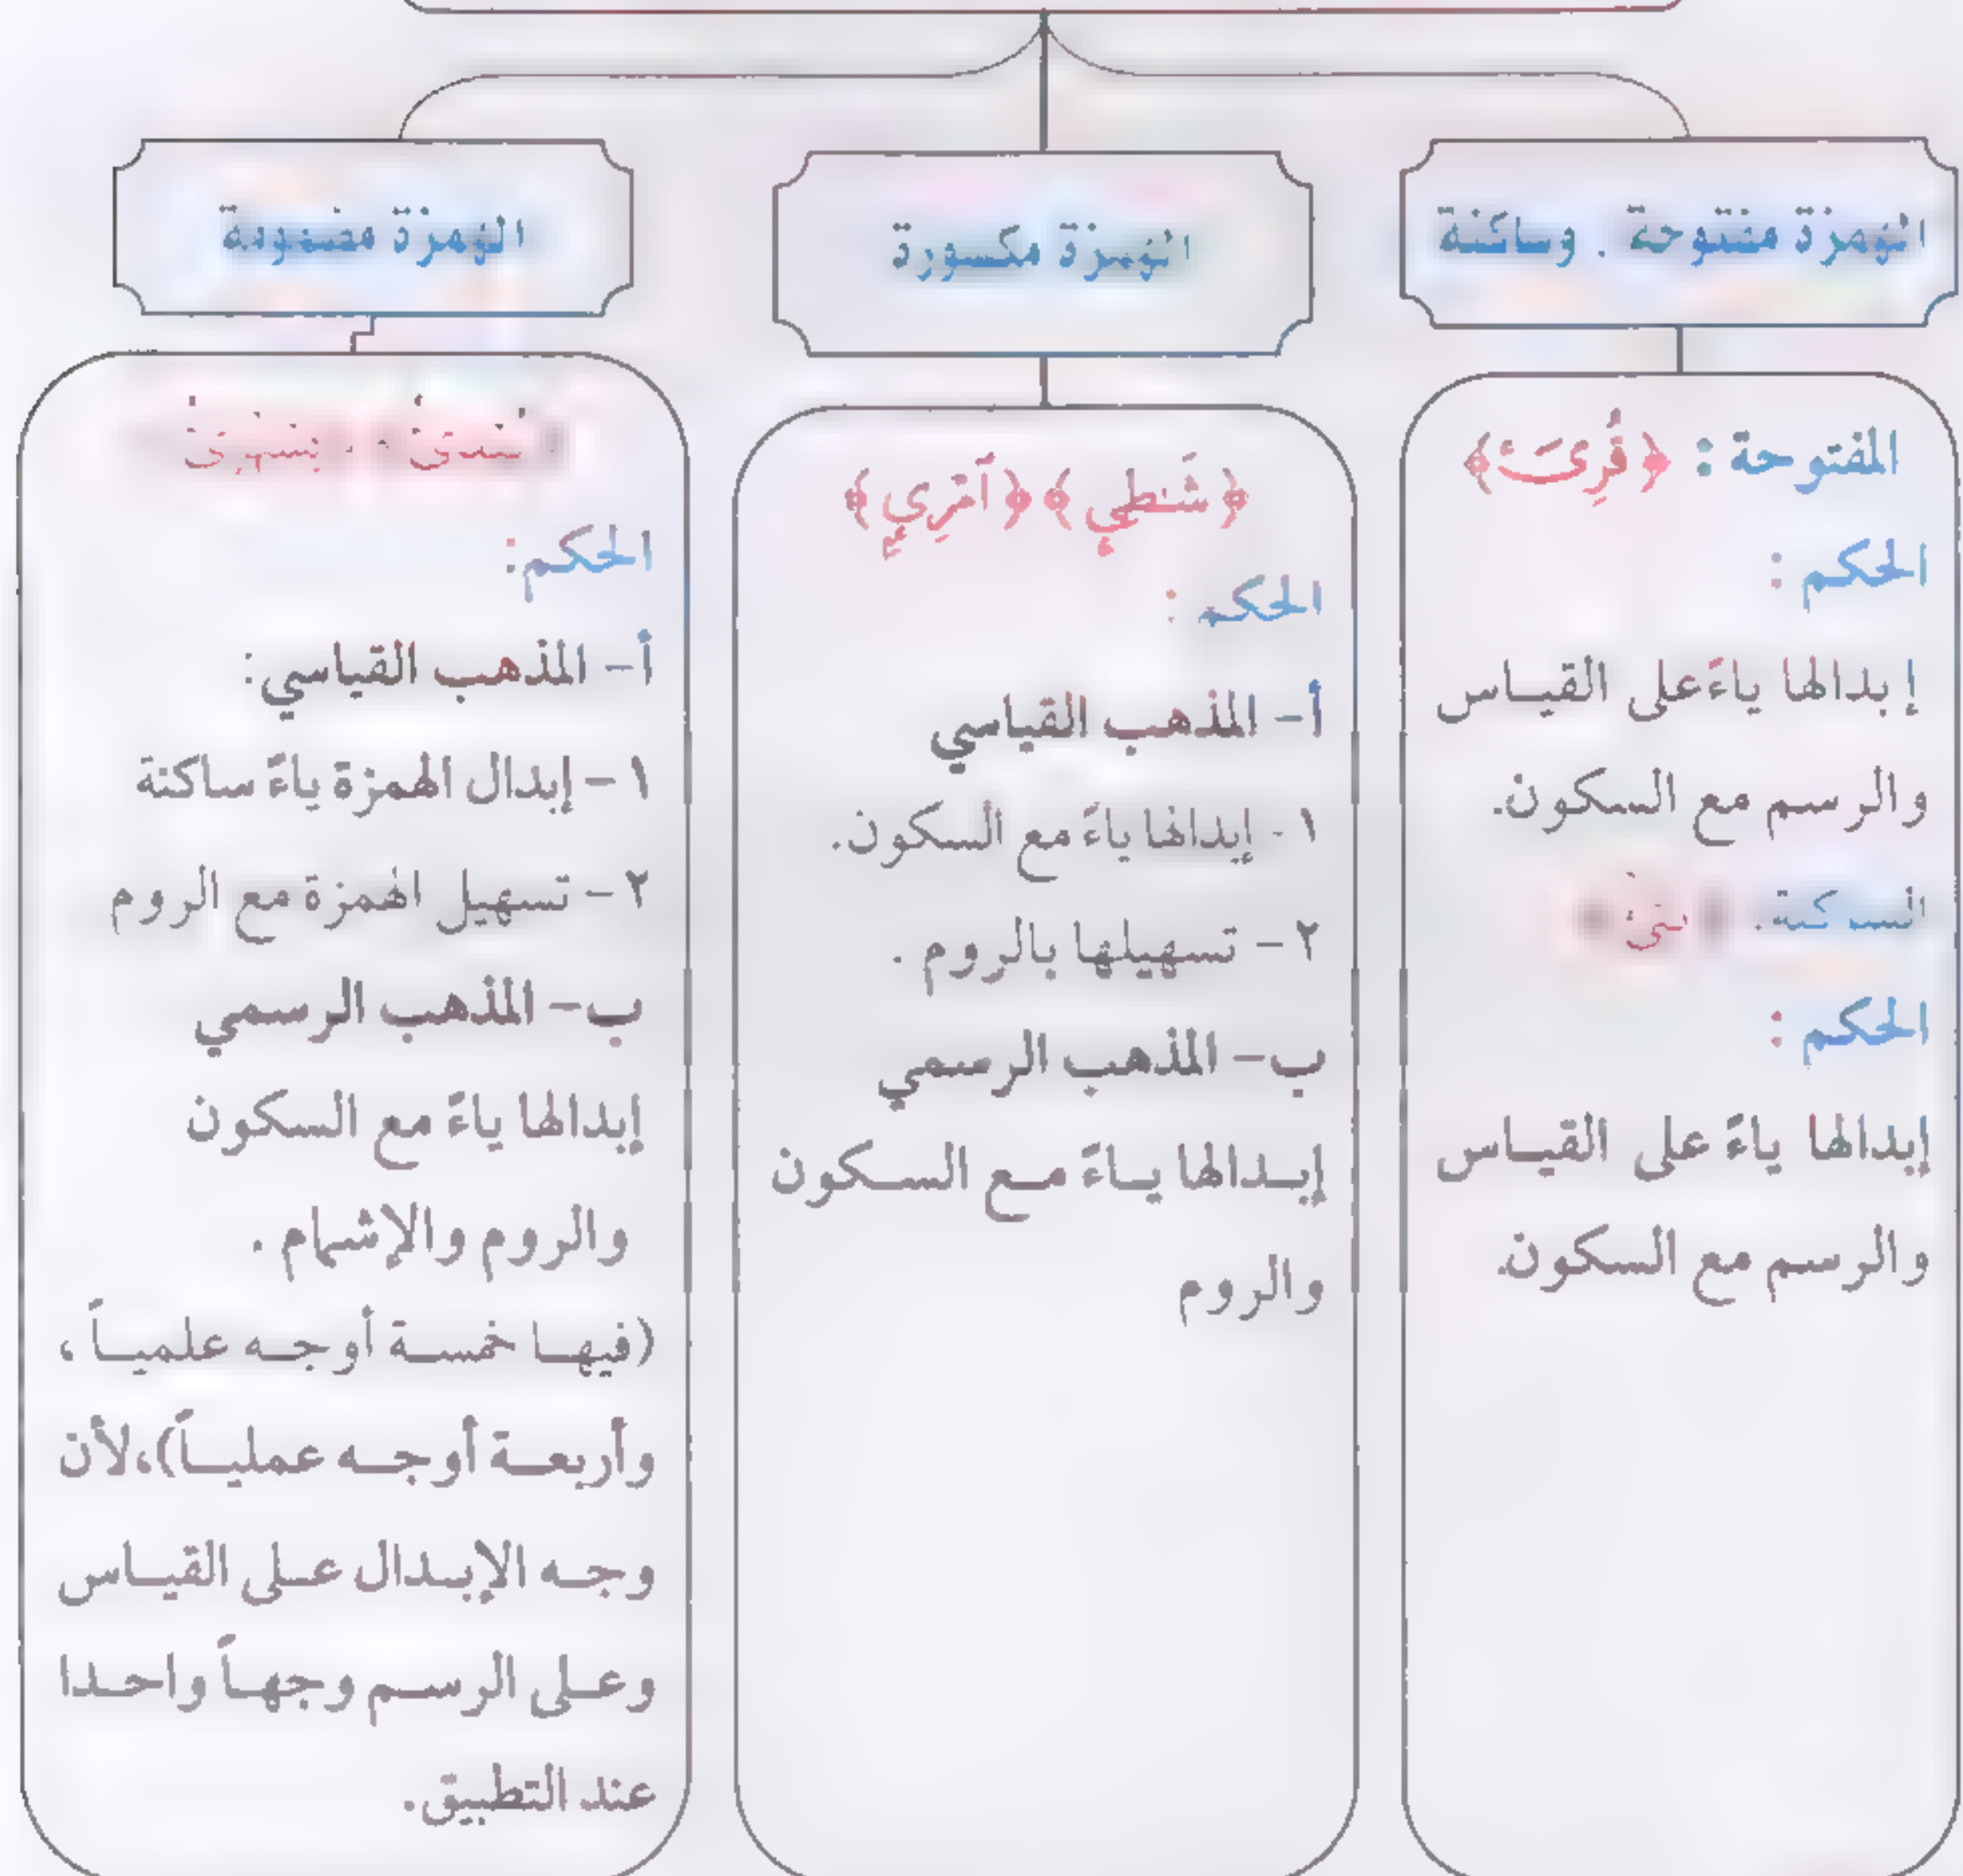 الهمزة مفتوحة . وساكنة
المفتوحة : ﴿قُرِئَ﴾
الحكم :
إبدالها ياءً على القياس
والرسم مع السكون.
الساكنة.
الحكم :
إبدالها ياءً على القياس
والرسم مع السكون.
الهمزة مكسورة
﴿شَٰطِيِٕ﴾ ﴿ٱمْرِيٕٖ﴾
الحكم :
أ- المذهب القياسي
١- إبدالها ياءً مع السكون.
٢- تسهيلها بالروم .
ب- المذهب الرسمي
إبدالها ياءً مع السكون
والروم
الهمزة مضمومة
الحكم:
أ- المذهب القياسي:
١- إبدال الهمزة ياءً ساكنة
٢- تسهيل الهمزة مع الروم
ب- المذهب الرسمي
إبدالها ياءً مع السكون
والروم والإشمام .
(فيها خمسة أوجه علمياً،
وأربعة أوجه عملياً)،لأن
وجه الإبدال على القياس
وعلى الرسم وجهاً واحدا
عند التطبيق.